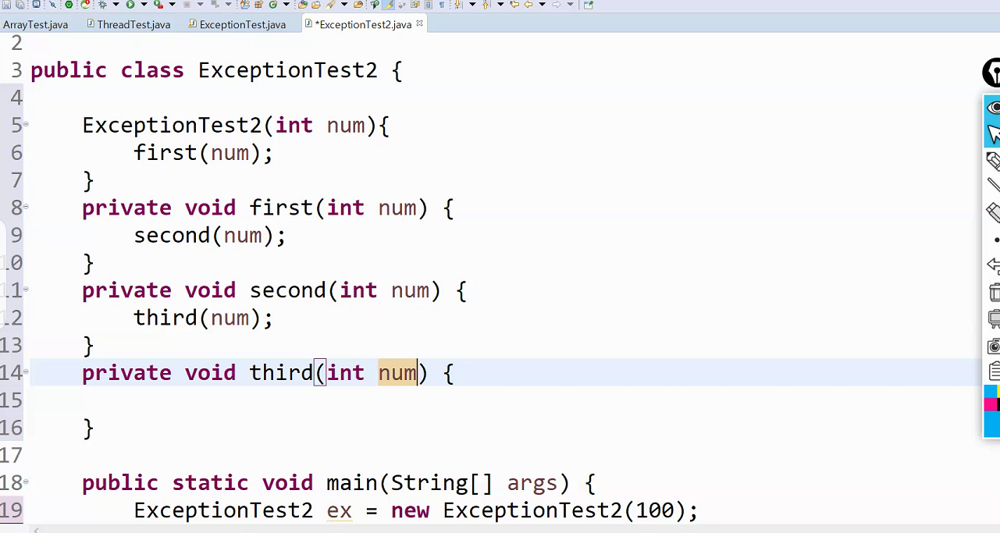 ArrayTest.java ThreadTest.java ExceptionTest.java *ExceptionTest2.java
2
3 public class ExceptionTest2 {
4
5 ExceptionTest2(int num){
6 first(num);
7 }
8 private void first(int num) {
9 second(num);
10 }
11 private void second(int num) {
12 third(num);
13 }
14 private void third(int num) {
15
16 }
17
18 public static void main(String[] args) {
19 ExceptionTest2 ex = new ExceptionTest2(100);